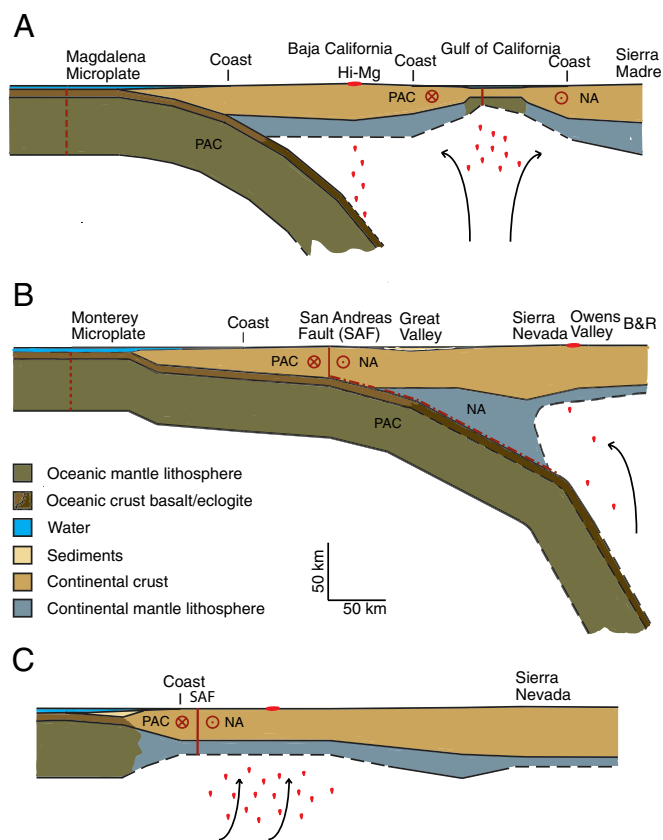 A
Magdalena
Microplate
Coast
Baja California
Hi-Mg
Coast
Gulf of California
Coast
Sierra
Madre
PAC
NA
PAC
B
Monterey
Microplate
Coast
San Andreas
Fault (SAF)
Great
Valley
Sierra
Nevada
Owens
Valley
B&R
PAC
NA
NA
PAC
Oceanic mantle lithosphere
Oceanic crust basalt/eclogite
Water
Sediments
Continental crust
Continental mantle lithosphere
50 km
50 km
C
Coast
SAF
Sierra
Nevada
PAC
NA